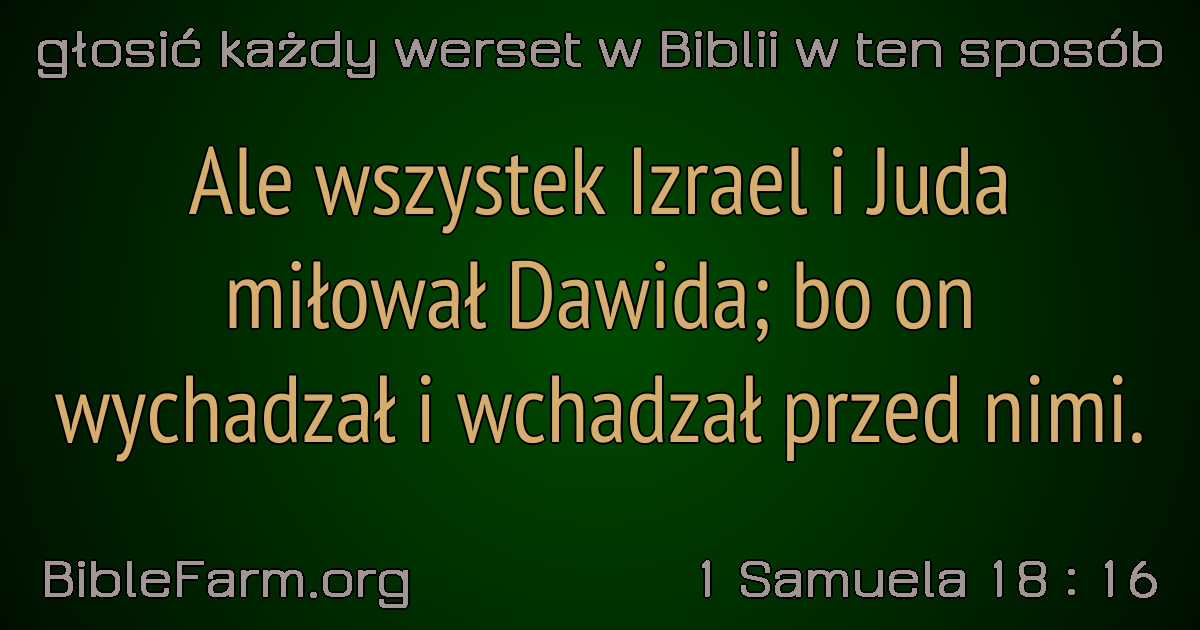 głosić każdy werset w Biblii w ten sposób
Ale wszystek Izrael i Juda
miłował Dawida; bo on
wychadzał i wchadzał przed nimi.
BibleFarm.org
1 Samuela 18 : 16